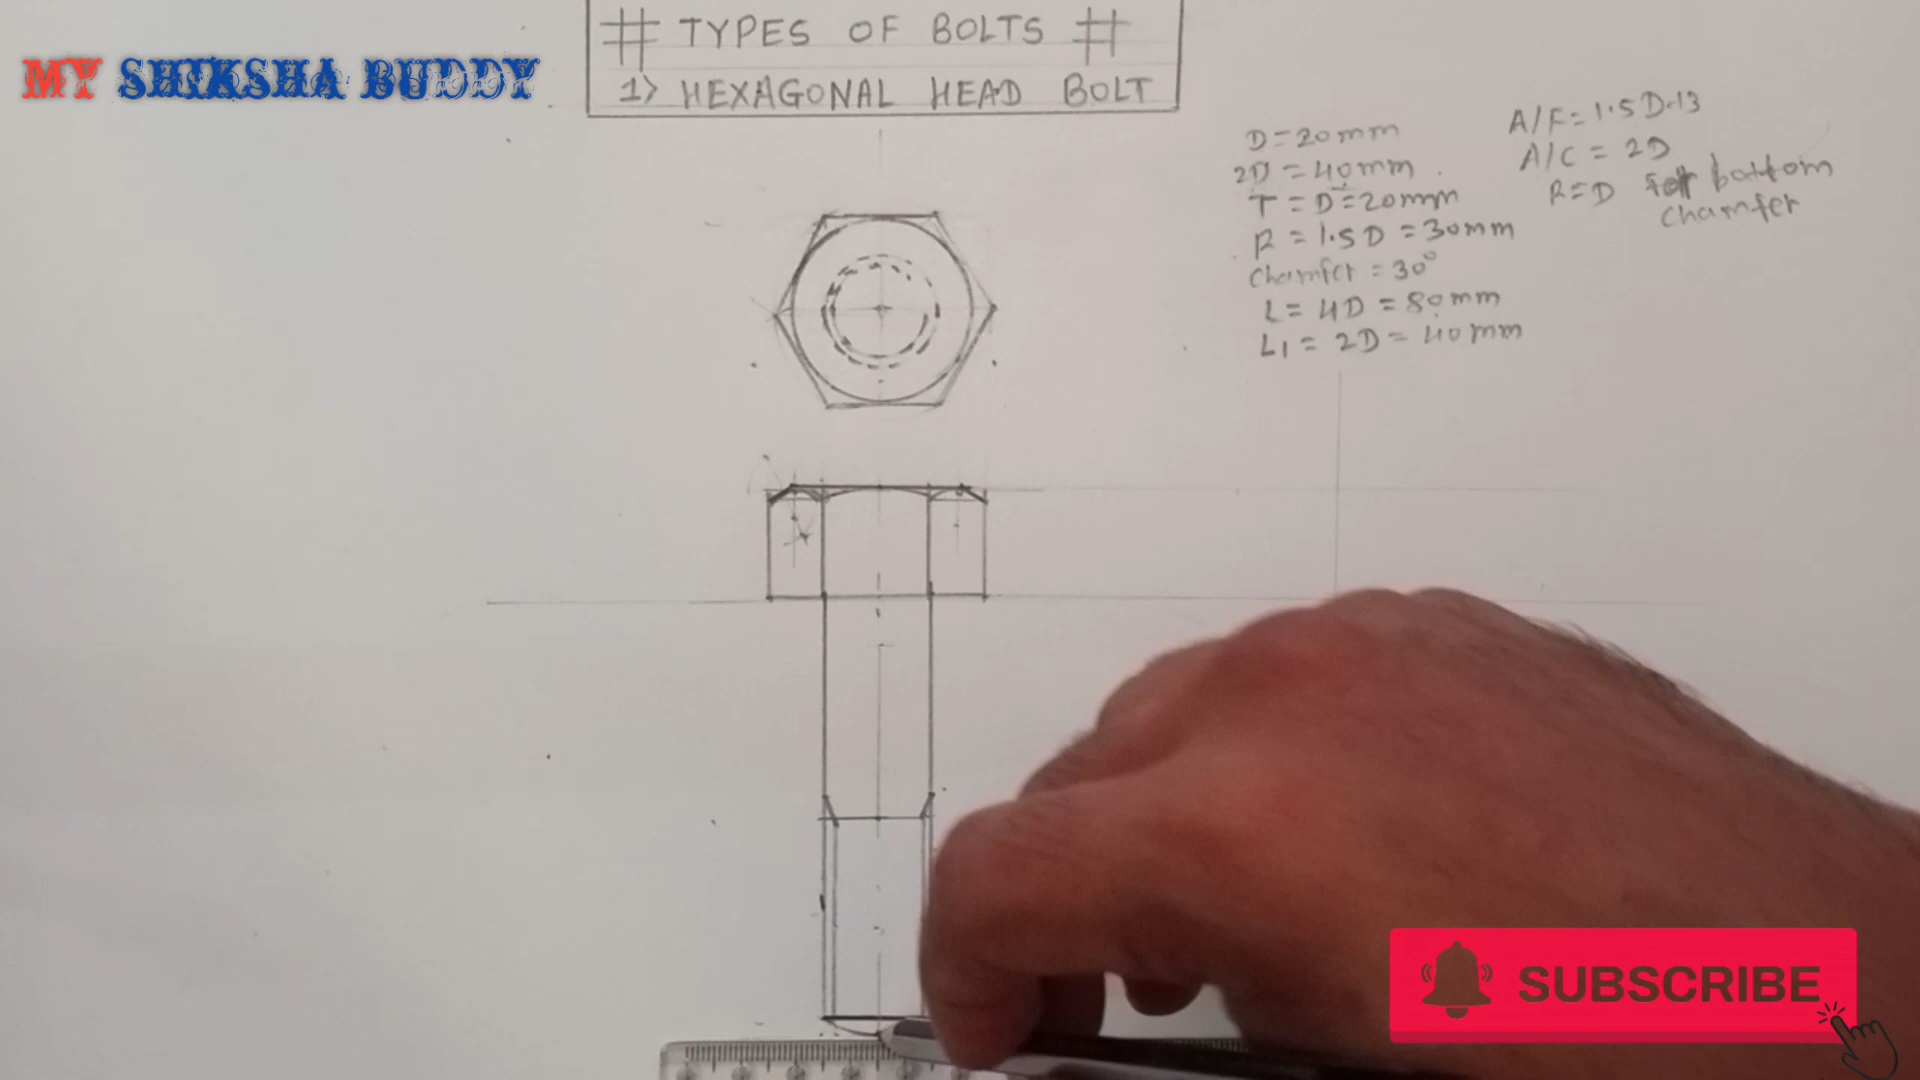 # TYPES OF BOLTS #
1> HEXAGONAL HEAD BOLT
MY SHIKSHA BUDDY
D = 20mm
2D = 40mm
T = D = 20mm
R = 1.5D = 30mm
Chamfer = 30°
L = 4D = 80mm
L1 = 2D = 40mm
A/F = 1.5D+3
A/C = 2D
R = D for bottom
chamfer
SUBSCRIBE